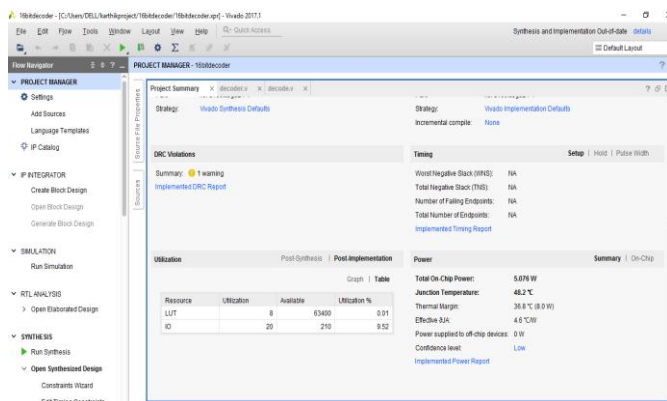 16bitdecoder - [C:/Users/DELL/karthikproject/16bitdecoder/16bitdecoder.xpr] - Vivado 2017.1
File Edit Flow Tools Window Layout View Help Quick Access
Synthesis and Implementation Out-of-date details
Default Layout
Flow Navigator
PROJECT MANAGER - 16bitdecoder
PROJECT MANAGER
Settings
Add Sources
Language Templates
IP Catalog
IP INTEGRATOR
Create Block Design
Open Block Design
Generate Block Design
SIMULATION
Run Simulation
RTL ANALYSIS
Open Elaborated Design
SYNTHESIS
Run Synthesis
Open Synthesized Design
Constraints Wizard
Source File Properties
Sources
Project Summary decoder.v decode.v
Strategy: Vivado Synthesis Defaults
Strategy: Vivado Implementation Defaults
Incremental compile: None
DRC Violations
Summary: 1 warning
Implemented DRC Report
Timing Setup | Hold | Pulse Width
Worst Negative Slack (WNS): NA
Total Negative Slack (TNS): NA
Number of Failing Endpoints: NA
Total Number of Endpoints: NA
Implemented Timing Report
Utilization Post-Synthesis | Post-Implementation
Graph | Table
Resource Utilization Available Utilization %
LUT 8 63400 0.01
IO 20 210 9.52
Power Summary | On-Chip
Total On-Chip Power: 5.076 W
Junction Temperature: 48.2 °C
Thermal Margin: 36.8 °C (8.0 W)
Effective ϑJA: 4.6 °C/W
Power supplied to off-chip devices: 0 W
Confidence level: Low
Implemented Power Report